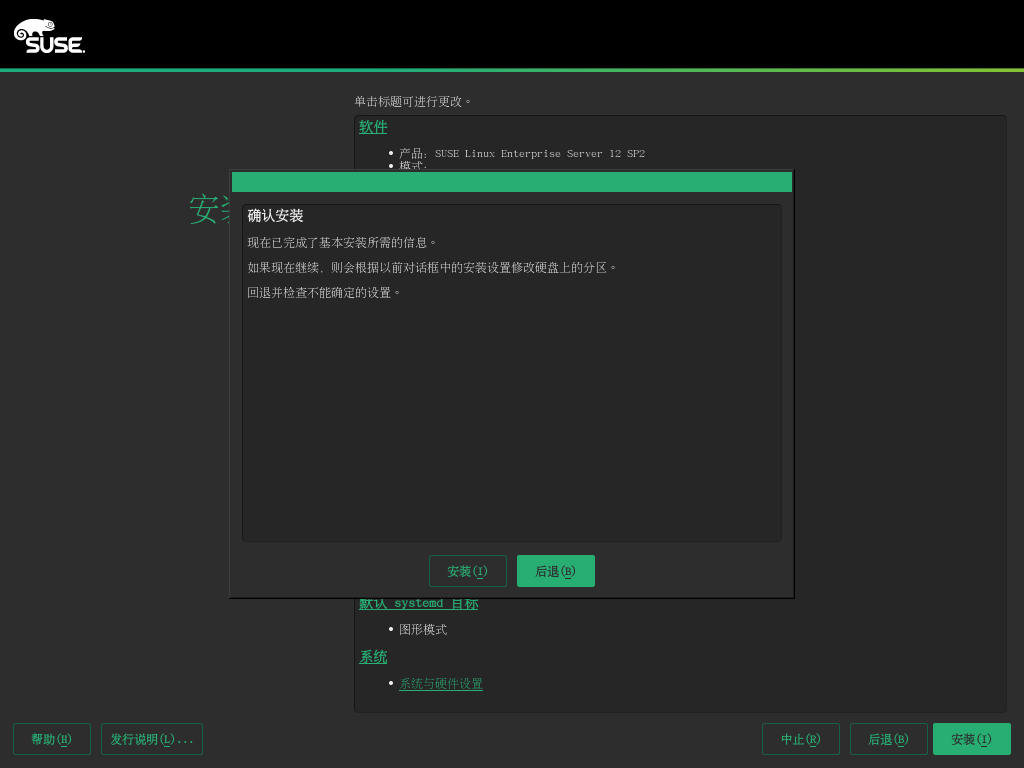 SUSE.
单击标题可进行更改。
软件
• 产品: SUSE Linux Enterprise Server 12 SP2
• 模式:
安装
确认安装
现在已完成了基本安装所需的信息。
如果现在继续，则会根据以前对话框中的安装设置修改硬盘上的分区。
回退并检查不能确定的设置。
安装(I) 后退(B)
默认 systemd 目标
• 图形模式
系统
• 系统与硬件设置
帮助(H) 发行说明(L)... 中止(R) 后退(B) 安装(I)